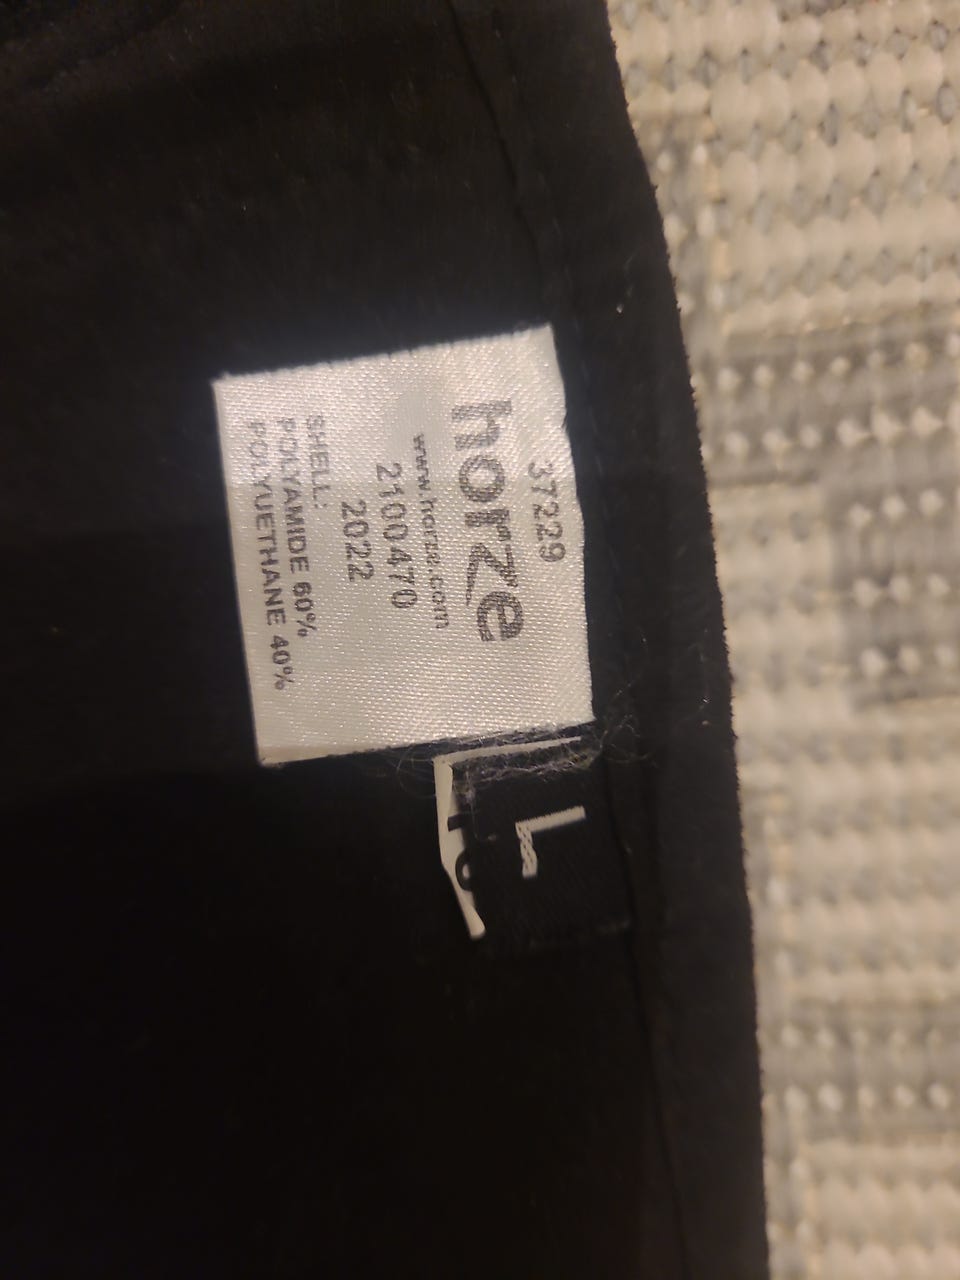 37229
horze
www.horze.com
2100470
2022
SHELL:
POLYAMIDE 60%
POLYUETHANE 40%
L